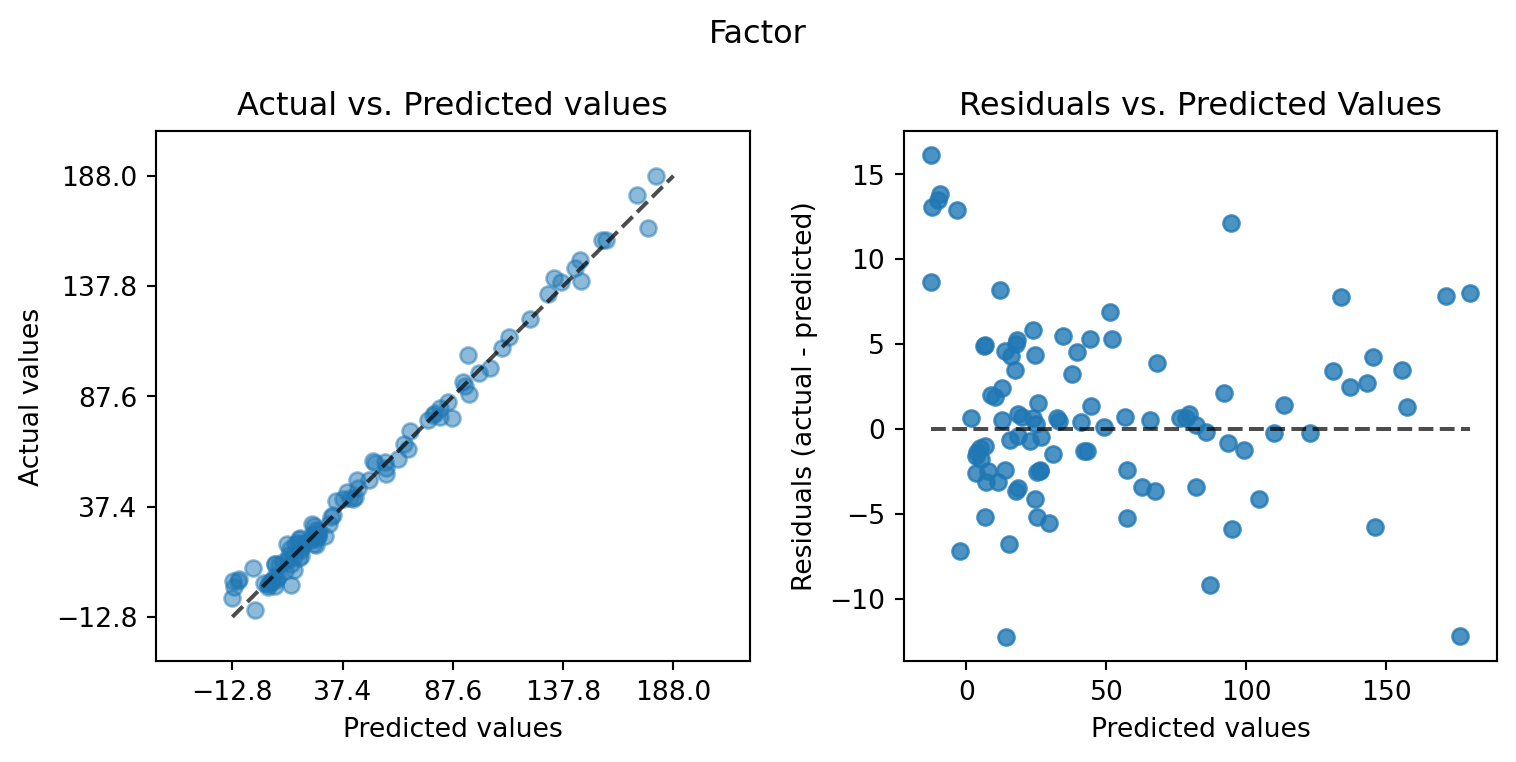 Factor
Actual vs. Predicted values
Actual values
188.0
137.8
87.6
37.4
−12.8
−12.8 37.4 87.6 137.8 188.0
Predicted values
Residuals vs. Predicted Values
Residuals (actual - predicted)
15
10
5
0
−5
−10
0 50 100 150
Predicted values